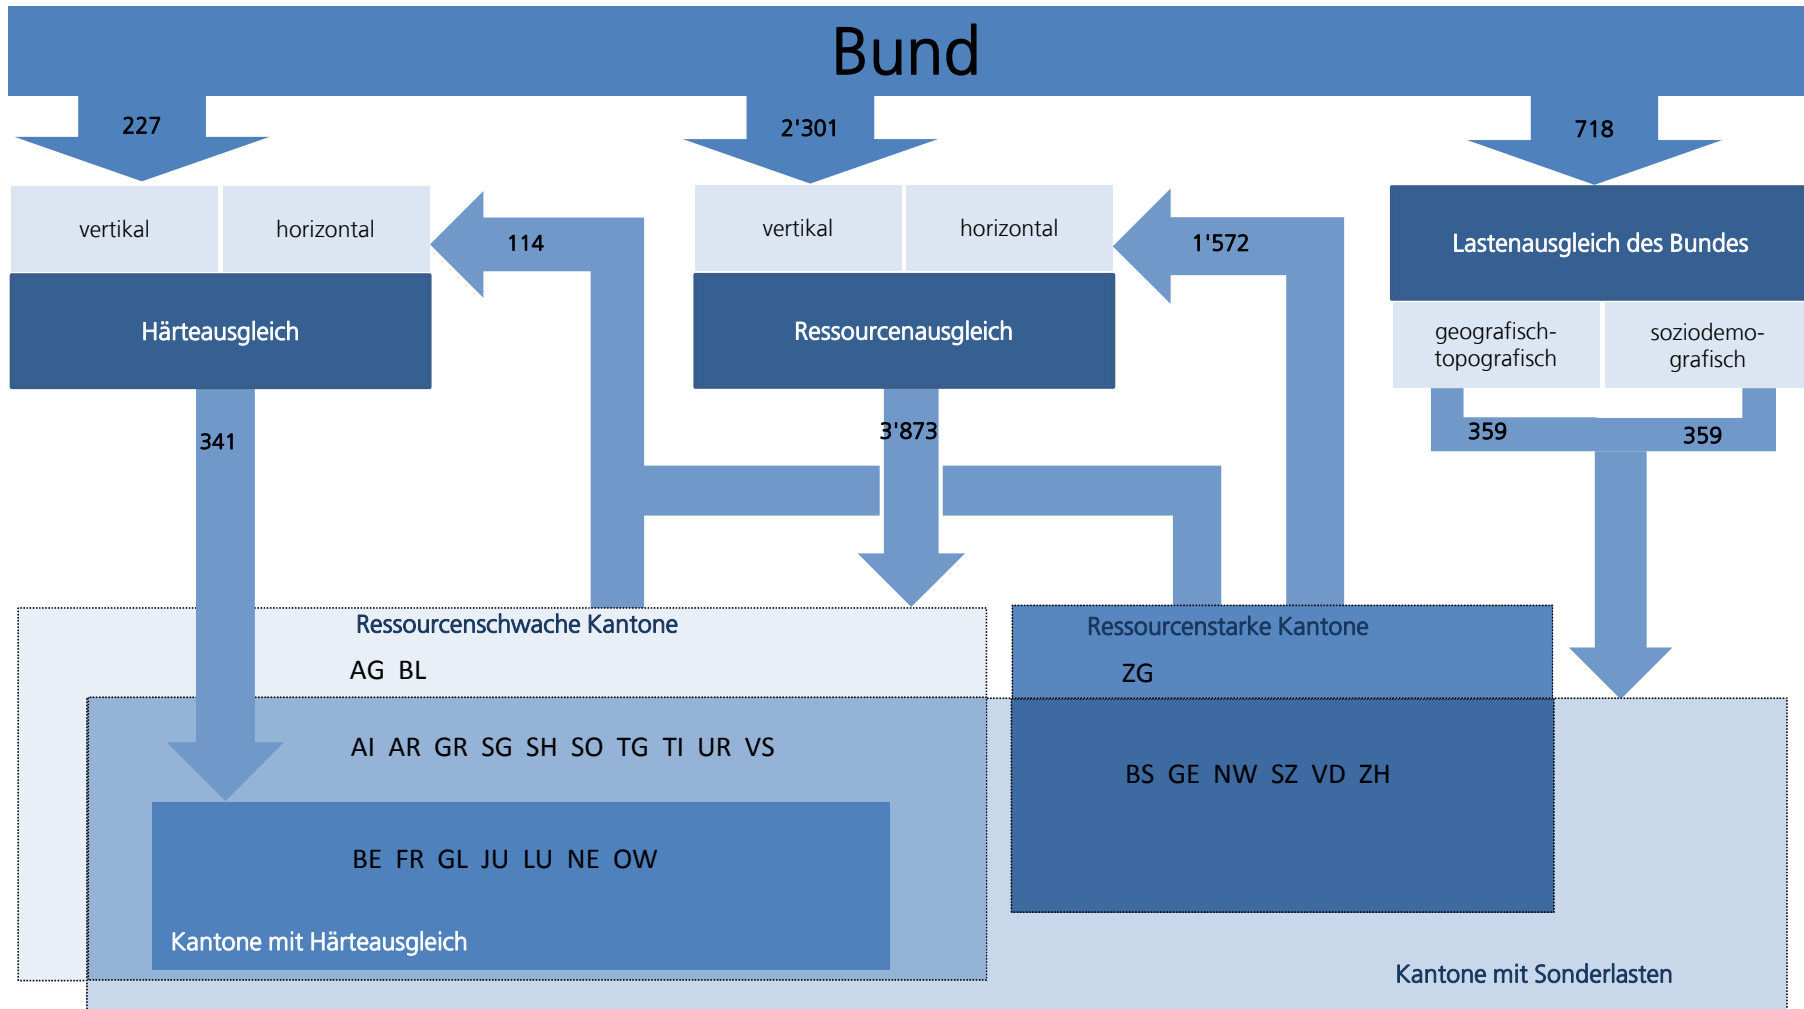 Bund
227
2'301
718
vertikal
horizontal
114
vertikal
horizontal
1'572
Lastenausgleich des Bundes
Härteausgleich
Ressourcenausgleich
geografisch-
topografisch
soziodemo-
grafisch
341
3'873
359
359
Ressourcenschwache Kantone
Ressourcenstarke Kantone
AG BL
ZG
AI AR GR SG SH SO TG TI UR VS
BS GE NW SZ VD ZH
BE FR GL JU LU NE OW
Kantone mit Härteausgleich
Kantone mit Sonderlasten